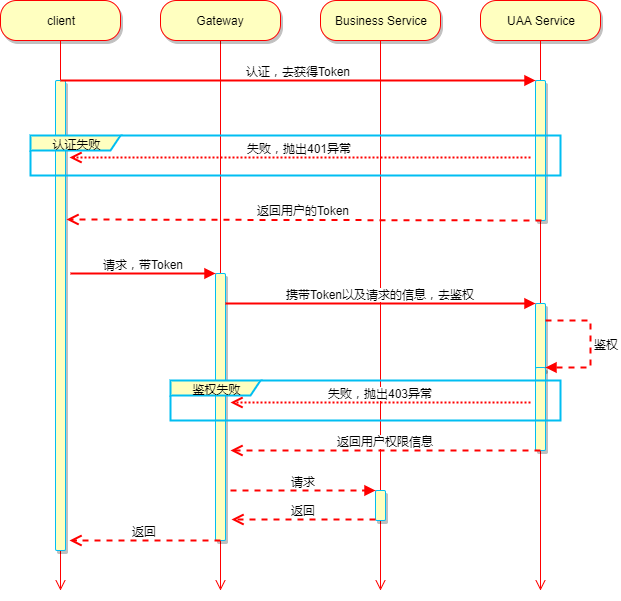 client
Gateway
Business Service
UAA Service
认证，去获得Token
认证失败
失败，抛出401异常
返回用户的Token
请求，带Token
携带Token以及请求的信息，去鉴权
鉴权
鉴权失败
失败，抛出403异常
返回用户权限信息
请求
返回
返回